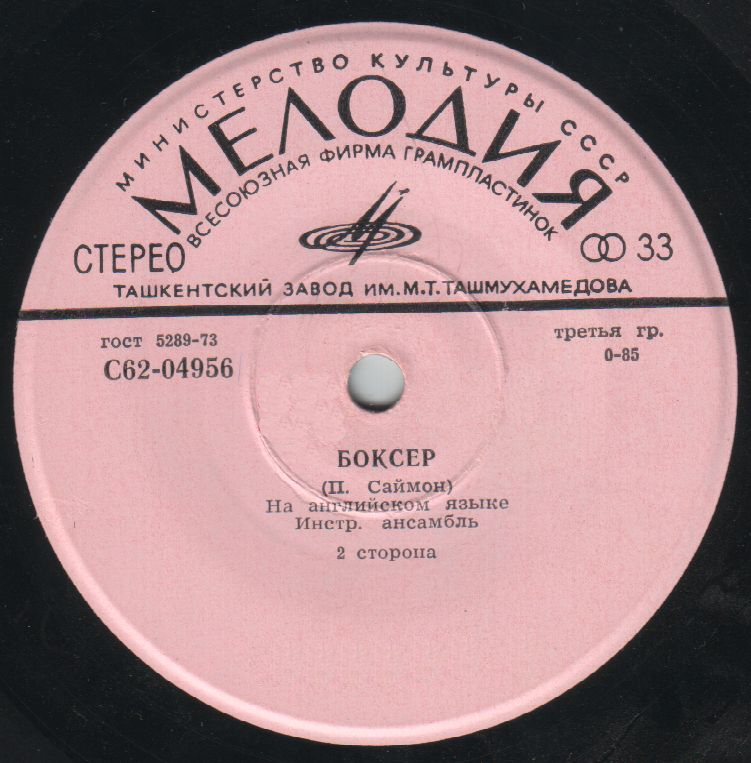 МИНИСТЕРСТВО КУЛЬТУРЫ СССР
МЕЛОДИЯ
ВСЕСОЮЗНАЯ ФИРМА ГРАМПЛАСТИНОК
СТЕРЕО
33
ТАШКЕНТСКИЙ ЗАВОД ИМ. М.Т. ТАШМУХАМЕДОВА
гост 5289-73
третья гр.
С62-04956
0-85
БОКСЕР
(П. Саймон)
На английском языке
Инстр. ансамбль
2 сторона